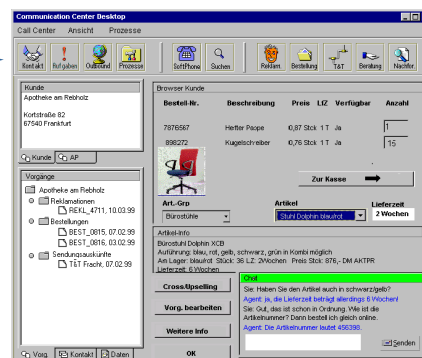 Communication Center Desktop
Call Center Ansicht Prozesse
Kontakt Aufgaben Outbound Prozesse SoftPhone Suchen Reklam. Bestellung T&T Beratung Nachfor.
Kunde
Apotheke am Rebholz
Kortstraße 82
67540 Frankfurt
Kunde AP
Vorgänge
Apotheke am Rebholz
Reklamationen
REKL_4711, 10.03.99
Bestellungen
BEST_0815, 07.02.99
BEST_0816, 03.02.99
Sendungsauskünfte
T&T Fracht, 07.02.99
Vorg. Kontakt Daten
Browser Kunde
Bestell-Nr. Beschreibung Preis LfZ Verfügbar Anzahl
7876567 Hefter Paope 0,87 Stck 1 T Ja 1
898272 Kugelschreiber 0,76 Stck 1 T Ja 15
Zur Kasse
Art.-Grp Artikel Lieferzeit
Bürostühle Stuhl Dolphin blau/rot 2 Wochen
Artikel-Info
Bürostuhl Dolphin XCB
Auführung: blau, rot, gelb, schwarz, grün in Kombi möglich
Am Lager: blau/rot Stück: 36 LZ: 2Wochen Preis Stck: 876,- DM AKTPR
Lieferzeit: 6 Wochen
Cross/Upselling
Vorg. bearbeiten
Weitere Info
OK
Chat
Sie: Haben Sie den Artikel auch in schwarz/gelb?
Agent: ja, die Lieferzeit beträgt allerdings 6 Wochen!
Sie: Gut, das ist schon in Ordnung. Wie ist die
Artikelnummer? Dann bestell ich gleich online.
Agent: Die Artikelnummer lautet 456398.
Senden